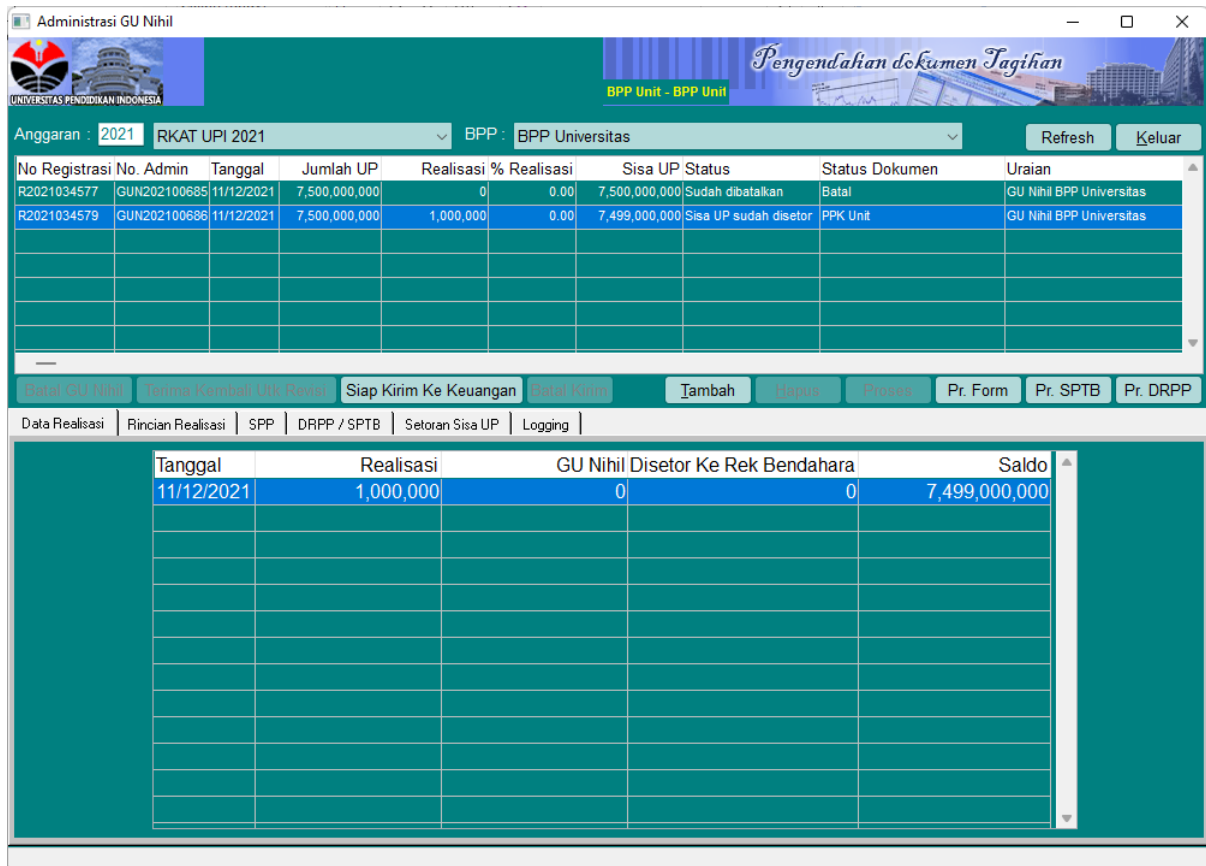 Administrasi GU Nihil
UNIVERSITAS PENDIDIKAN INDONESIA
Pengendalian dokumen Tagihan
BPP Unit - BPP Unit
Anggaran : 2021 RKAT UPI 2021 BPP : BPP Universitas Refresh Keluar
No Registrasi No. Admin Tanggal Jumlah UP Realisasi % Realisasi Sisa UP Status Status Dokumen Uraian
R2021034577 GUN202100685 11/12/2021 7,500,000,000 0 0.00 7,500,000,000 Sudah dibatalkan Batal GU Nihil BPP Universitas
R2021034579 GUN202100686 11/12/2021 7,500,000,000 1,000,000 0.00 7,499,000,000 Sisa UP sudah disetor PPK Unit GU Nihil BPP Universitas
Batal GU Nihil Terima Kembali Utk Revisi Siap Kirim Ke Keuangan Batal Kirim Tambah Hapus Proses Pr. Form Pr. SPTB Pr. DRPP
Data Realisasi Rincian Realisasi SPP DRPP / SPTB Setoran Sisa UP Logging
Tanggal Realisasi GU Nihil Disetor Ke Rek Bendahara Saldo
11/12/2021 1,000,000 0 0 7,499,000,000